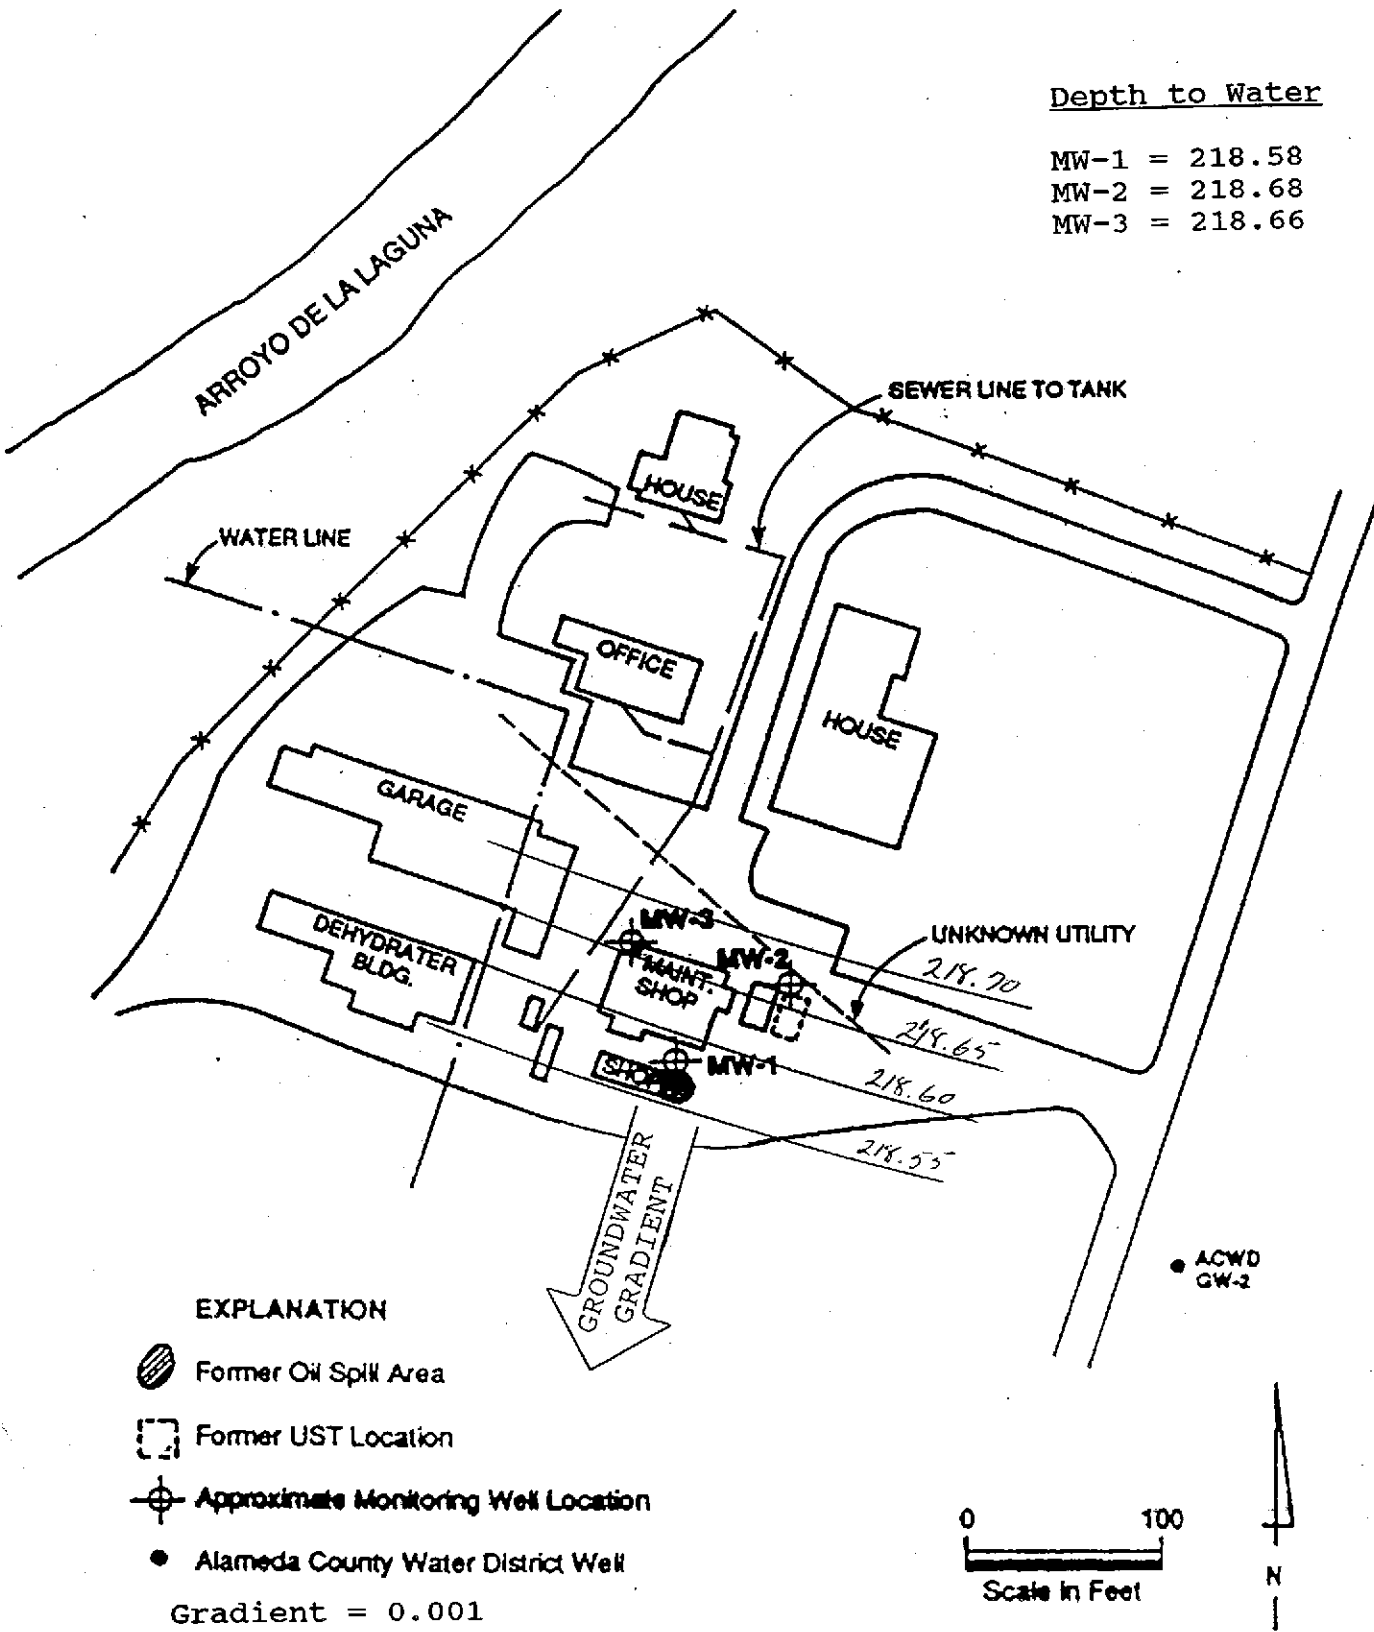 Depth to Water
MW-1 = 218.58
MW-2 = 218.68
MW-3 = 218.66
ARROYO DE LA LAGUNA
SEWER LINE TO TANK
HOUSE
WATER LINE
OFFICE
HOUSE
GARAGE
MW-3
DEHYDRATER
BLDG.
UNKNOWN UTILITY
MW-2
MAINT.
SHOP
218.70
218.65
MW-1
SHOP
218.60
218.55
GROUNDWATER
GRADIENT
ACWD
GW-2
EXPLANATION
Former Oil Spill Area
Former UST Location
Approximate Monitoring Well Location
Alameda County Water District Well
Gradient = 0.001
0 100
Scale In Feet
N